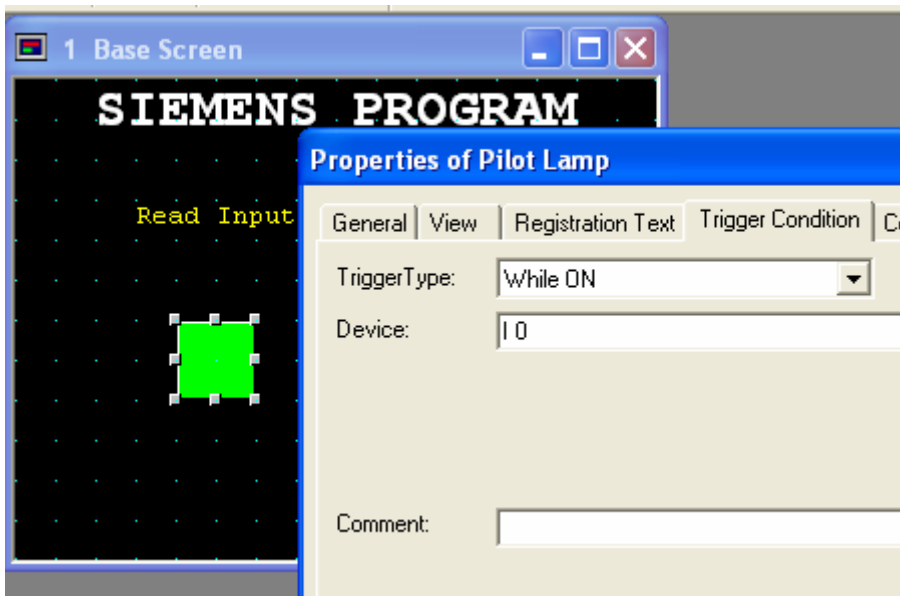 1 Base Screen
SIEMENS PROGRAM
Read Input
Properties of Pilot Lamp
General View Registration Text Trigger Condition
TriggerType: While ON
Device: I 0
Comment: